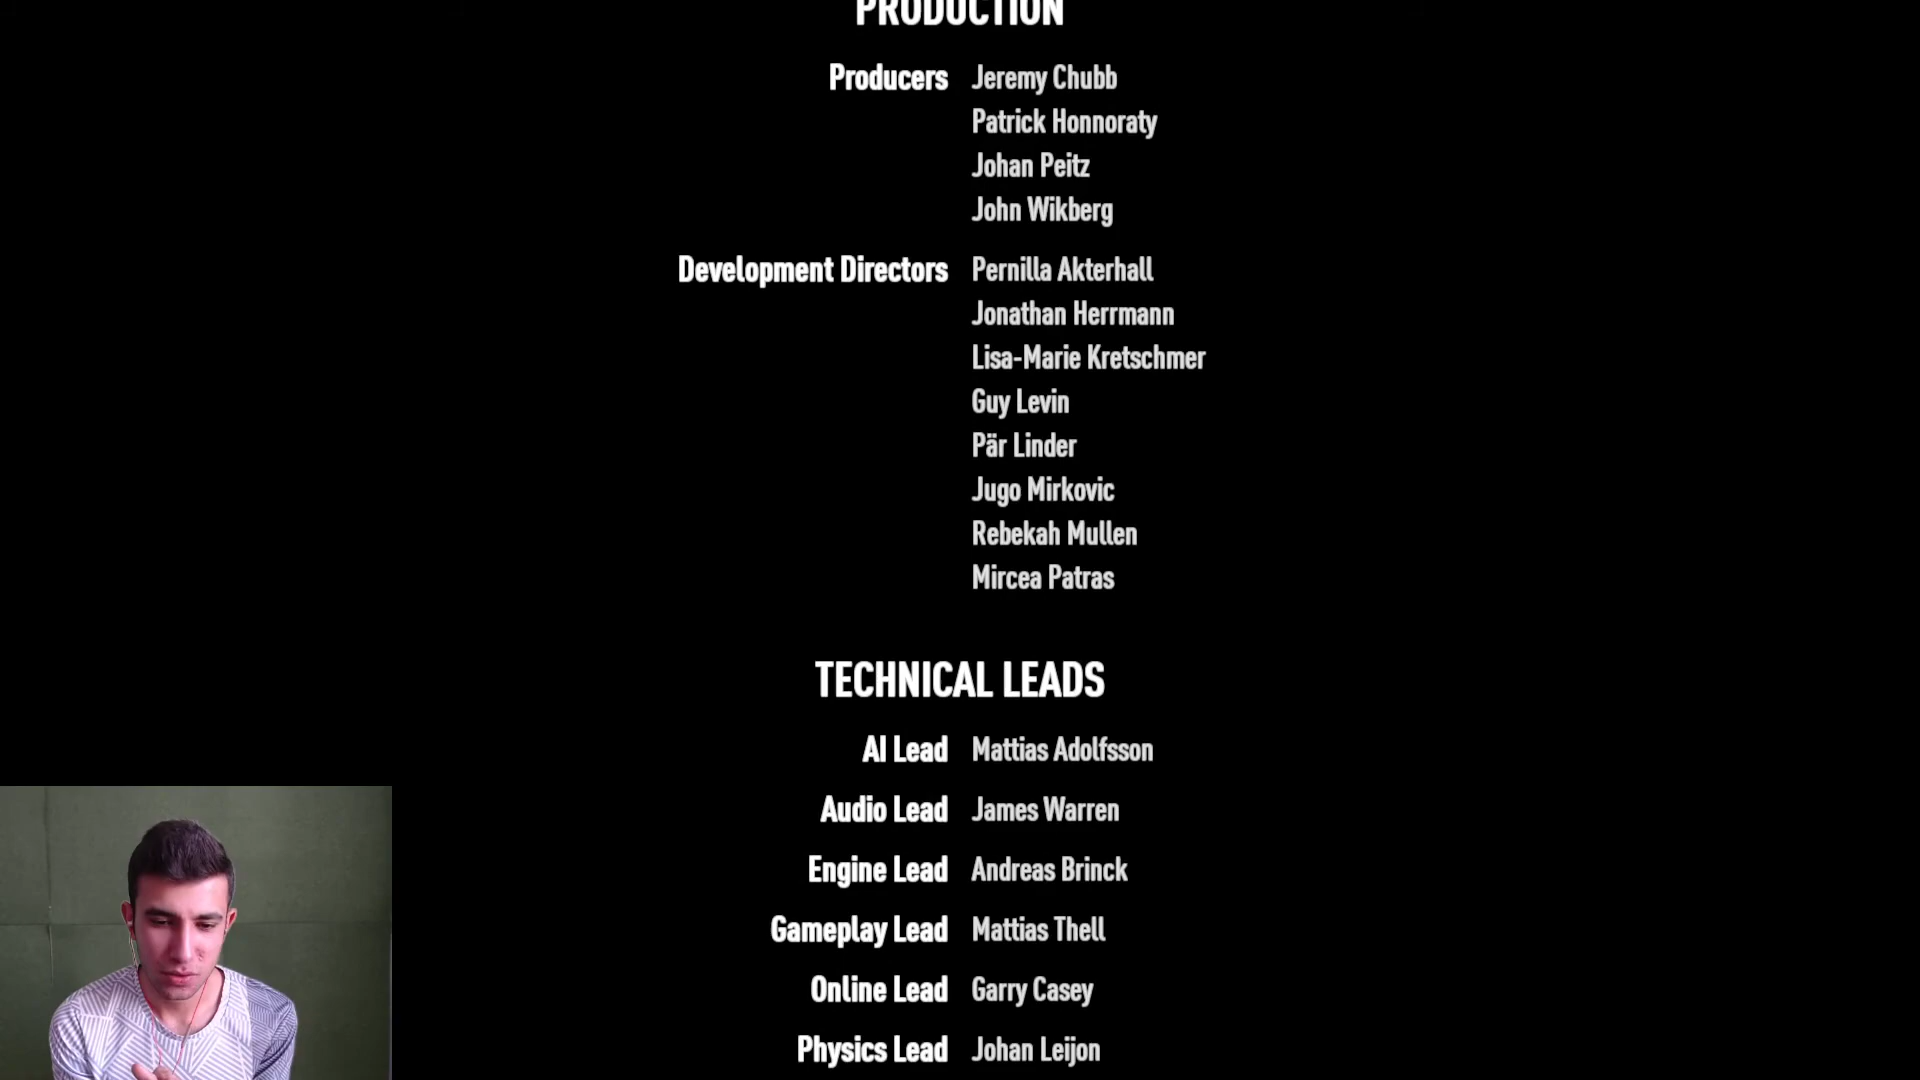 PRODUCTION
Producers Jeremy Chubb
Patrick Honnoraty
Johan Peitz
John Wikberg
Development Directors Pernilla Akterhall
Jonathan Herrmann
Lisa-Marie Kretschmer
Guy Levin
Pär Linder
Jugo Mirkovic
Rebekah Mullen
Mircea Patras
TECHNICAL LEADS
AI Lead Mattias Adolfsson
Audio Lead James Warren
Engine Lead Andreas Brinck
Gameplay Lead Mattias Thell
Online Lead Garry Casey
Physics Lead Johan Leijon